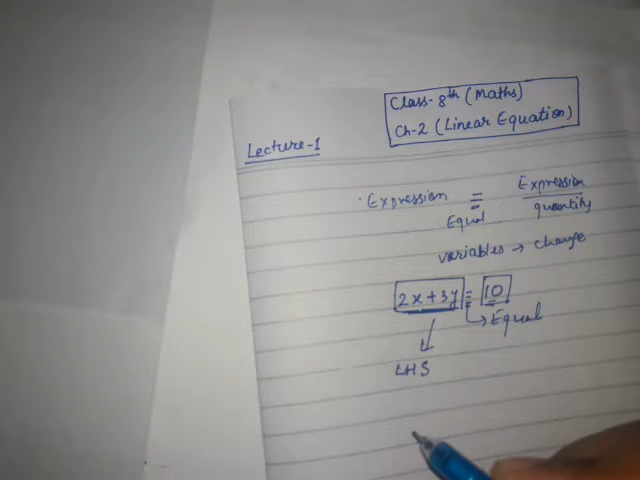 Class-8th (Maths)
Ch-2 (Linear Equation)
Lecture-1
Expression = Expression
Equal quantity
variables → change
2x+3y = 10
→ Equal
LHS